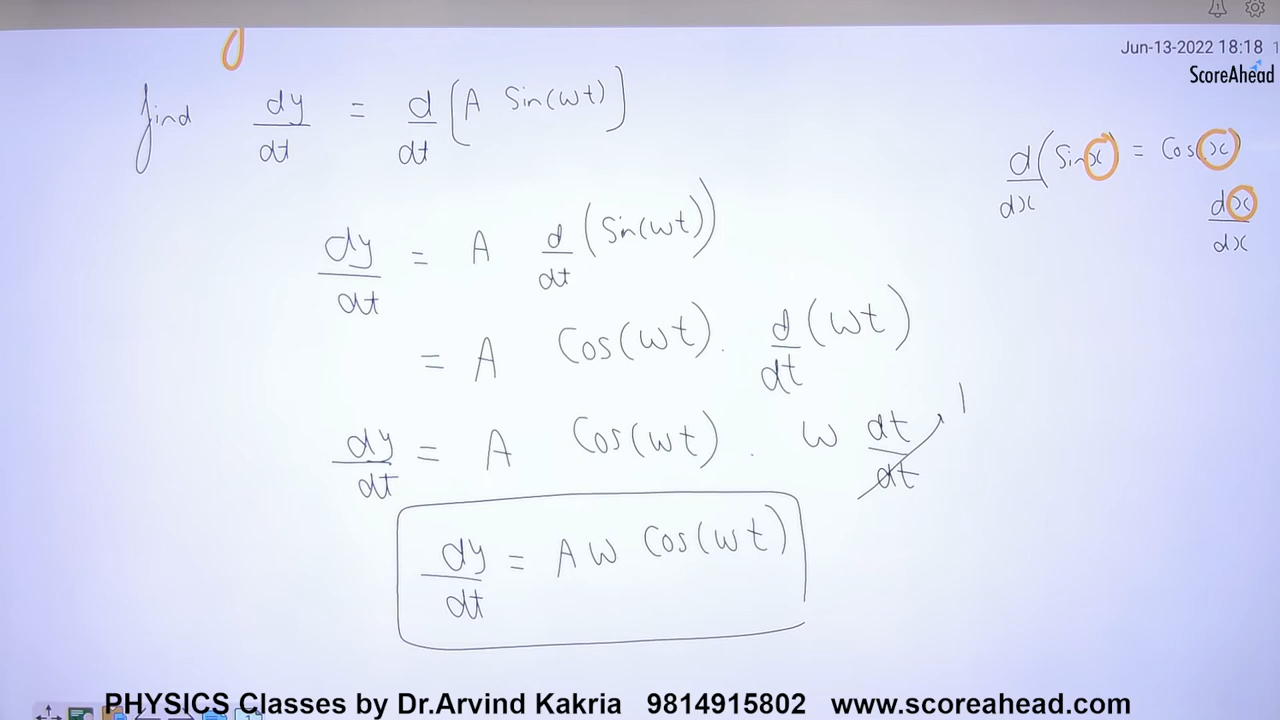 Jun-13-2022 18:18 1
ScoreAhead
find dy/dt = d/dt [A Sin(ωt)]
d/dx (Sin x) = Cos(x) dx/dx
dy/dt = A d/dt (Sin(ωt))
= A Cos(ωt) . d/dt (ωt)
dy/dt = A Cos(ωt) . ω dt/dt 1
dy/dt = A ω Cos(ωt)
PHYSICS Classes by Dr.Arvind Kakria 9814915802 www.scoreahead.com